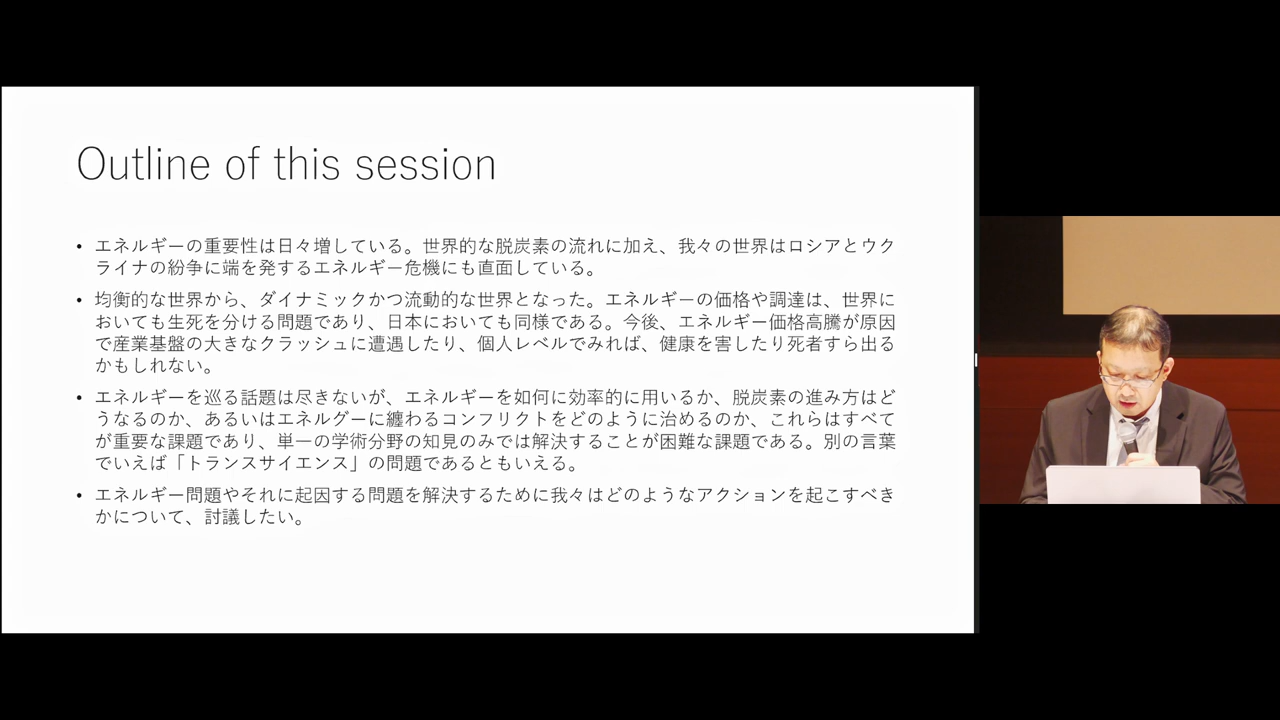 Outline of this session
• エネルギーの重要性は日々増している。世界的な脱炭素の流れに加え、我々の世界はロシアとウク
ライナの紛争に端を発するエネルギー危機にも直面している。
• 均衡的な世界から、ダイナミックかつ流動的な世界となった。エネルギーの価格や調達は、世界に
おいても生死を分ける問題であり、日本においても同様である。今後、エネルギー価格高騰が原因
で産業基盤の大きなクラッシュに遭遇したり、個人レベルでみれば、健康を害したり死者すら出る
かもしれない。
• エネルギーを巡る話題は尽きないが、エネルギーを如何に効率的に用いるか、脱炭素の進み方はど
うなるのか、あるいはエネルグーに纏わるコンフリクトをどのように治めるのか、これらはすべて
が重要な課題であり、単一の学術分野の知見のみでは解決することが困難な課題である。別の言葉
でいえば「トランスサイエンス」の問題であるともいえる。
• エネルギー問題やそれに起因する問題を解決するために我々はどのようなアクションを起こすべき
かについて、討議したい。